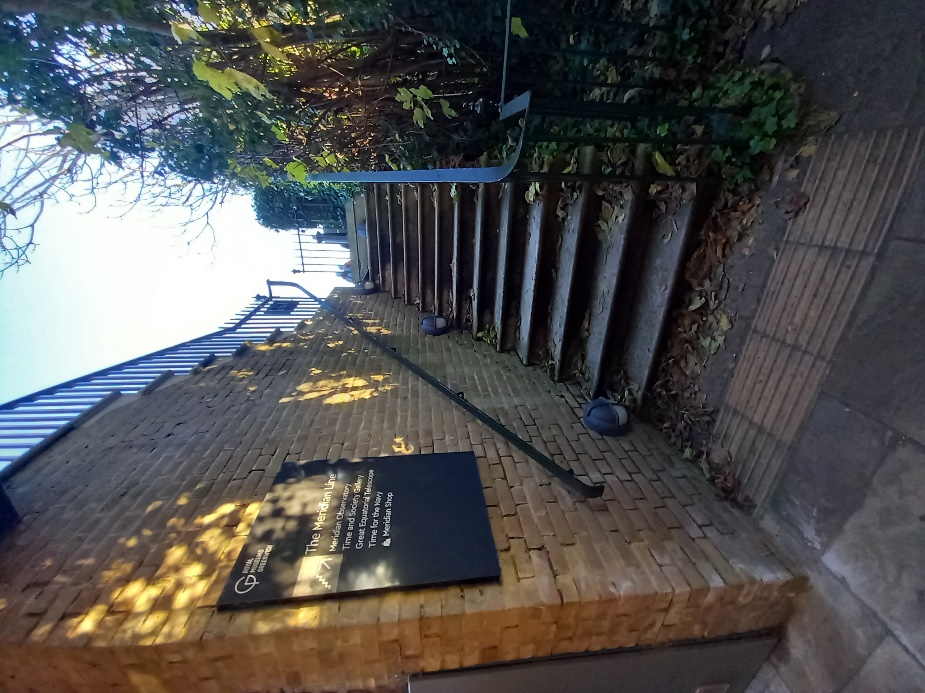 ROYAL
MUSEUMS
GREENWICH
The Meridian Line
Meridian Observatory
Time and Society Gallery
Great Equatorial Telescope
Time for the Navy
Meridian Shop